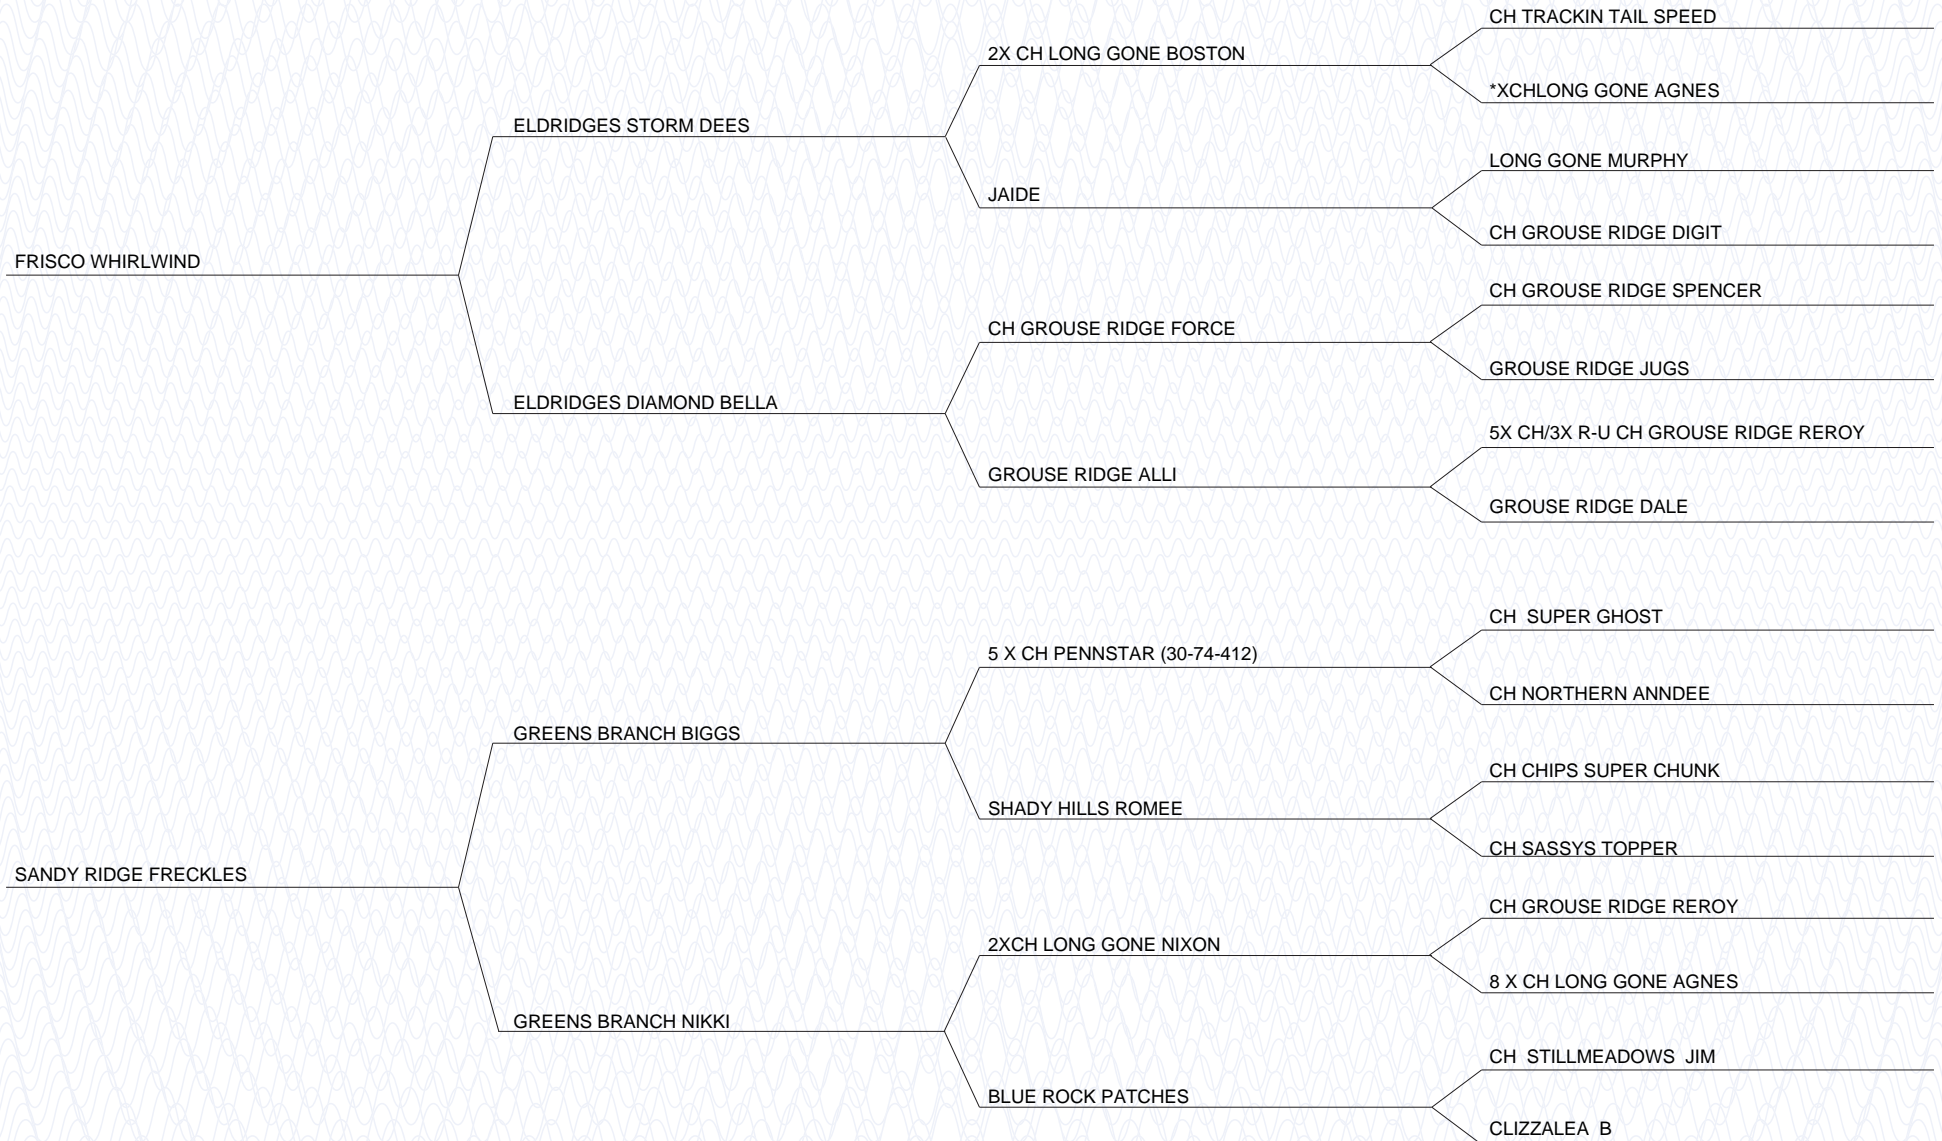 CH TRACKIN TAIL SPEED
2X CH LONG GONE BOSTON
*XCHLONG GONE AGNES
ELDRIDGES STORM DEES
LONG GONE MURPHY
JAIDE
CH GROUSE RIDGE DIGIT
FRISCO WHIRLWIND
CH GROUSE RIDGE SPENCER
CH GROUSE RIDGE FORCE
GROUSE RIDGE JUGS
ELDRIDGES DIAMOND BELLA
5X CH/3X R-U CH GROUSE RIDGE REROY
GROUSE RIDGE ALLI
GROUSE RIDGE DALE
CH  SUPER GHOST
5 X CH PENNSTAR (30-74-412)
CH NORTHERN ANNDEE
GREENS BRANCH BIGGS
CH CHIPS SUPER CHUNK
SHADY HILLS ROMEE
CH SASSYS TOPPER
SANDY RIDGE FRECKLES
CH GROUSE RIDGE REROY
2XCH LONG GONE NIXON
8 X CH LONG GONE AGNES
GREENS BRANCH NIKKI
CH  STILLMEADOWS  JIM
BLUE ROCK PATCHES
CLIZZALEA  B